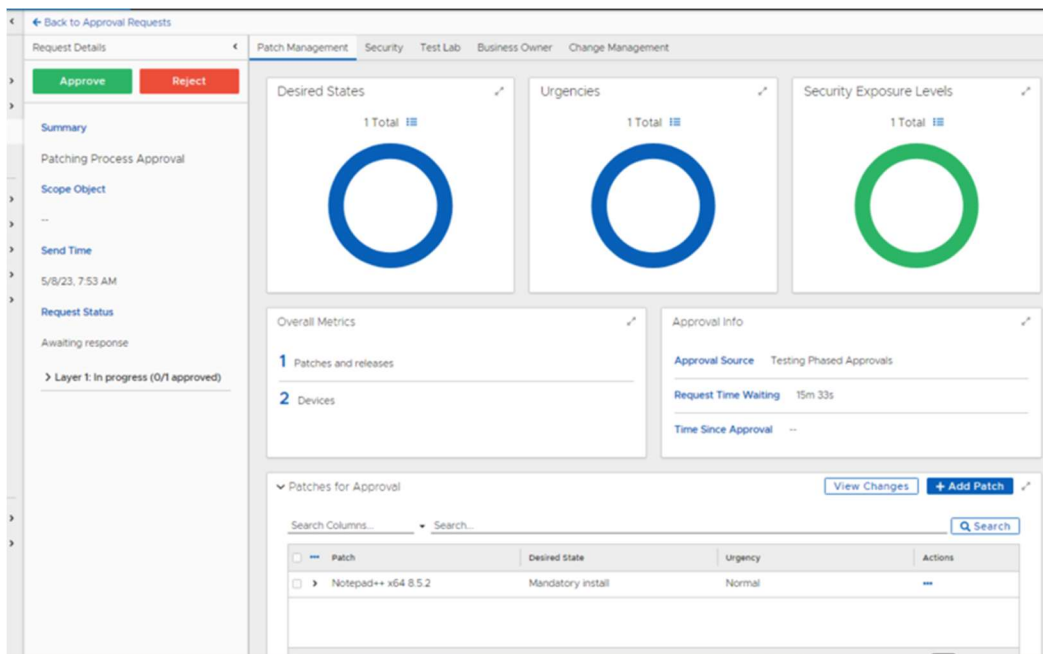 ← Back to Approval Requests
Request Details
Approve
Reject
Summary
Patching Process Approval
Scope Object
--
Send Time
5/8/23, 7:53 AM
Request Status
Awaiting response
> Layer 1: In progress (0/1 approved)
Patch Management Security Test Lab Business Owner Change Management
Desired States
1 Total
Urgencies
1 Total
Security Exposure Levels
1 Total
Overall Metrics
1 Patches and releases
2 Devices
Approval Info
Approval Source Testing Phased Approvals
Request Time Waiting 15m 33s
Time Since Approval --
Patches for Approval
View Changes
+ Add Patch
Search Columns...
Search...
Search
Patch Desired State Urgency Actions
Notepad++ x64 8.5.2 Mandatory install Normal